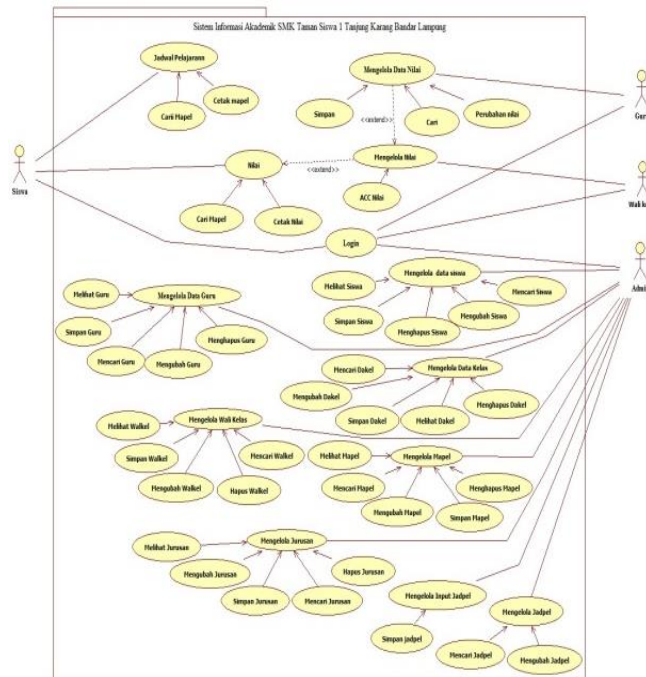 Sistem Informasi Akademik SMK Taman Siswa 1 Tanjung Karang Bandar Lampung
Jadwal Pelajarann
Carii Mapel
Cetak mapel
Mengelola Data Nilai
Simpan
Cari
Perubahan nilai
<<extend>>
Guru
Siswa
Nilai
<<extend>>
Mengelola Nilai
Cari Mapel
Cetak Nilai
ACC Nilai
Wali ke
Login
Admin
Melihat Guru
Mengelola Data Guru
Simpan Guru
Mencari Guru
Mengubah Guru
Menghapus Guru
Mengelola data siswa
Melihat Siswa
Mencari Siswa
Simpan Siswa
Menghapus Siswa
Mengubah Siswa
Mencari Dakel
Mengelola Data Kelas
Mengubah Dakel
Simpan Dakel
Melihat Dakel
Menghapus Dakel
Melihat Walkel
Mengelola Wali Kelas
Simpan Walkel
Mengubah Walkel
Hapus Walkel
Mencari Walkel
Melihat Mapel
Mengelola Mapel
Mencari Mapel
Mengubah Mapel
Simpan Mapel
Menghapus Mapel
Melihat Jurusan
Mengelola Jurusan
Mengubah Jurusan
Simpan Jurusan
Mencari Jurusan
Hapus Jurusan
Mengelola Input Jadpel
Simpan jadpel
Mengelola Jadpel
Mencari Jadpel
Mengubah Jadpel